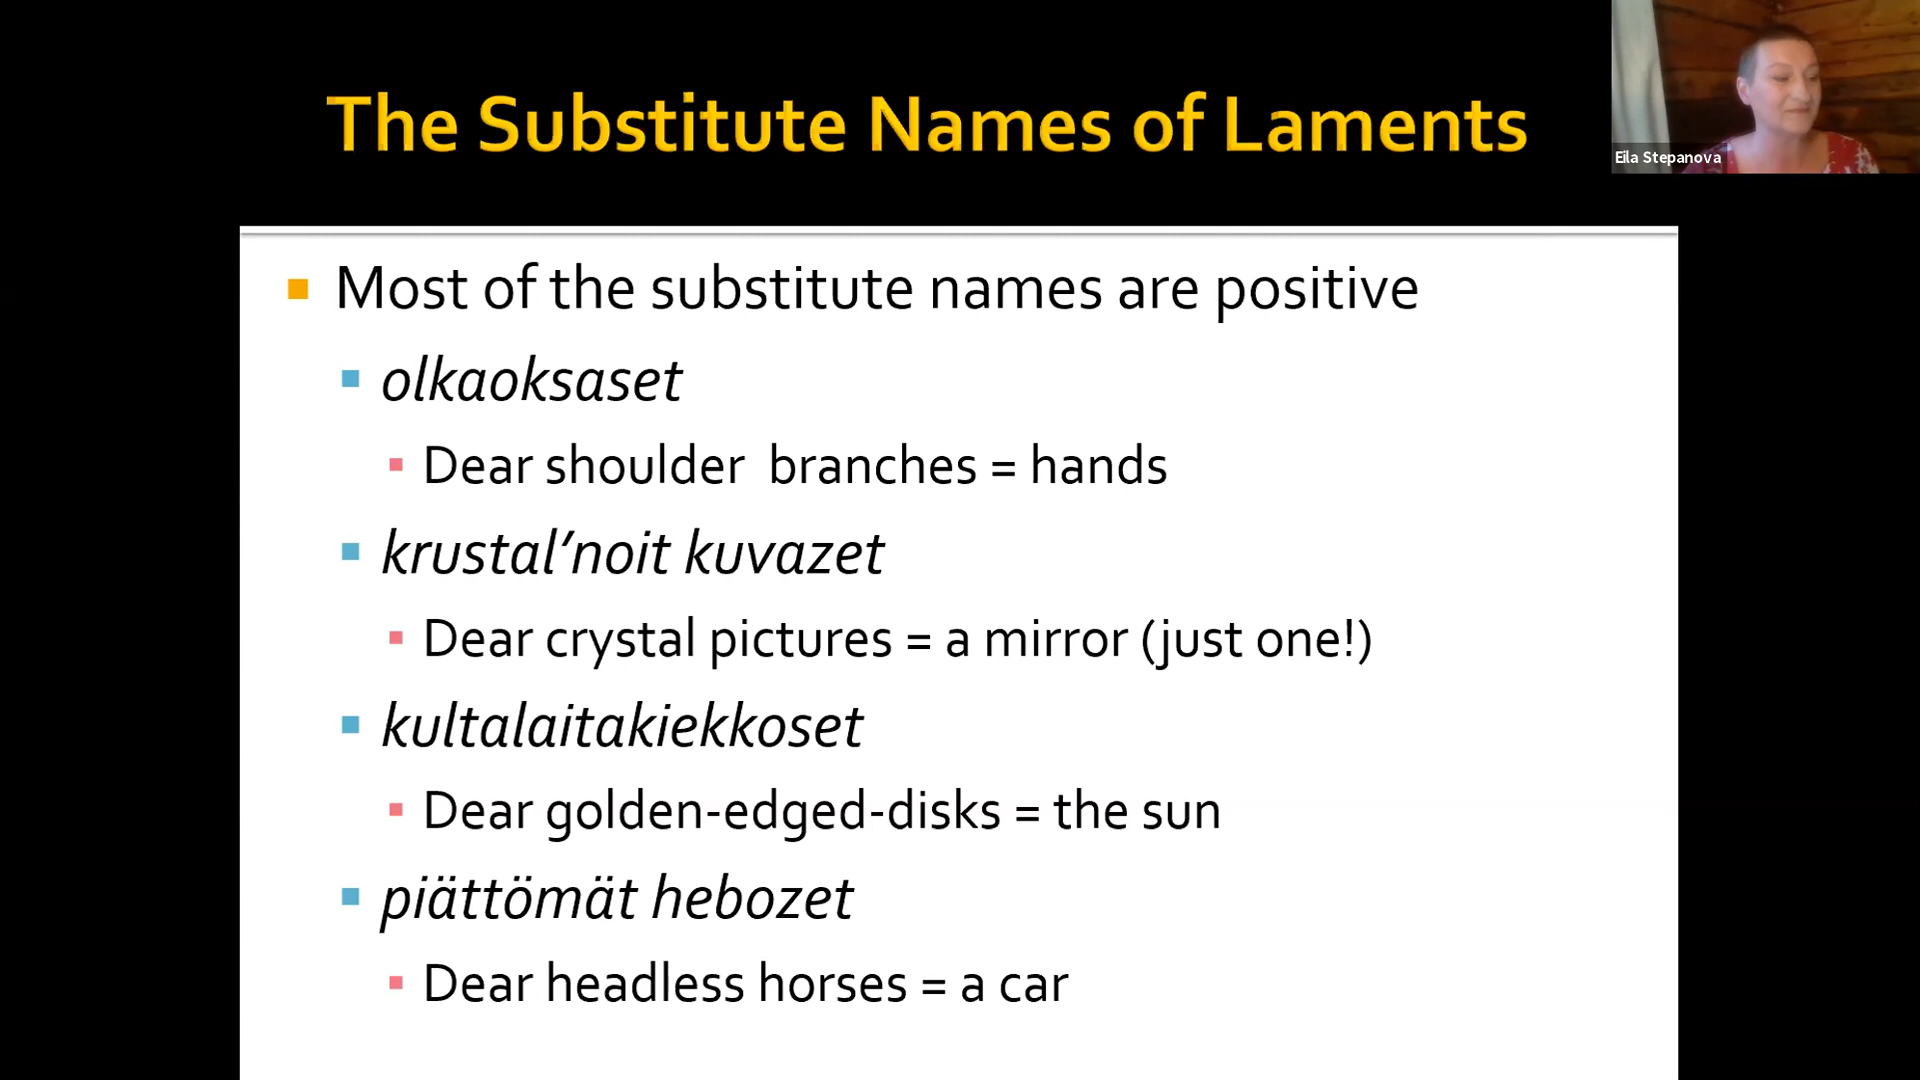 The Substitute Names of Laments
Eila Stepanova
Most of the substitute names are positive
olkaoksaset
Dear shoulder branches = hands
krustal’noit kuvazet
Dear crystal pictures = a mirror (just one!)
kultalaitakiekkoset
Dear golden-edged-disks = the sun
piättömät hebozet
Dear headless horses = a car